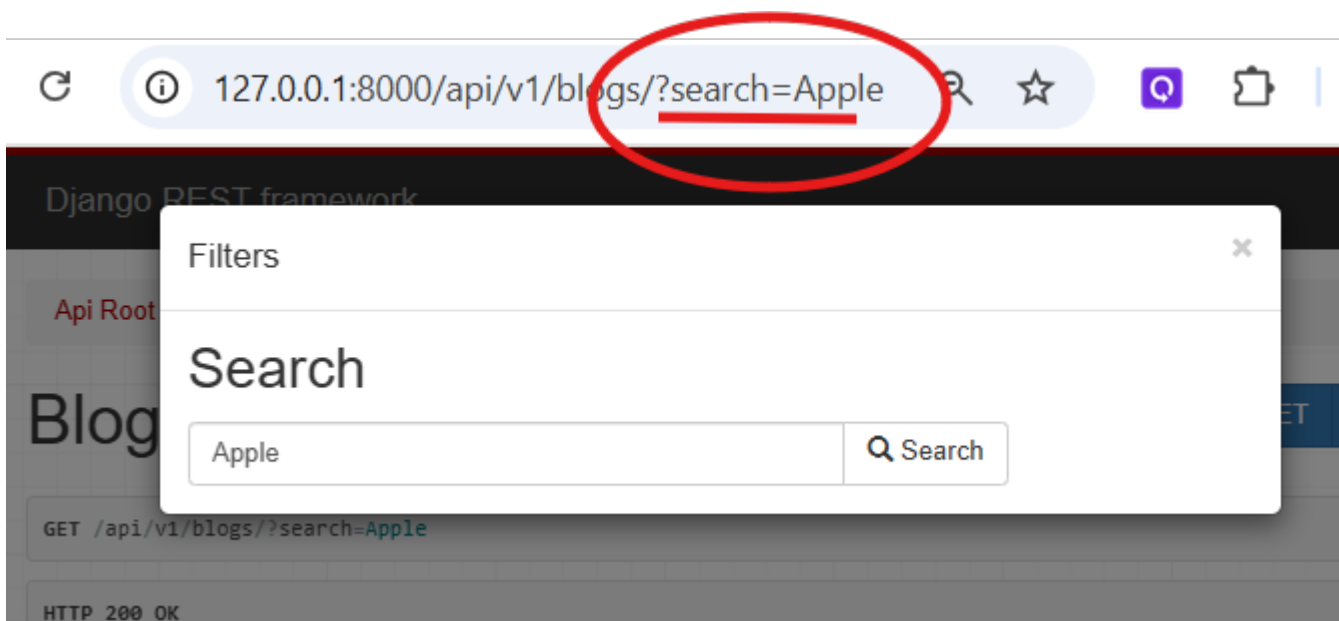 127.0.0.1:8000/api/v1/blogs/?search=Apple
Django REST framework
Filters
Api Root
Search
Blog
Apple
Search
ET
GET /api/v1/blogs/?search=Apple
HTTP 200 OK